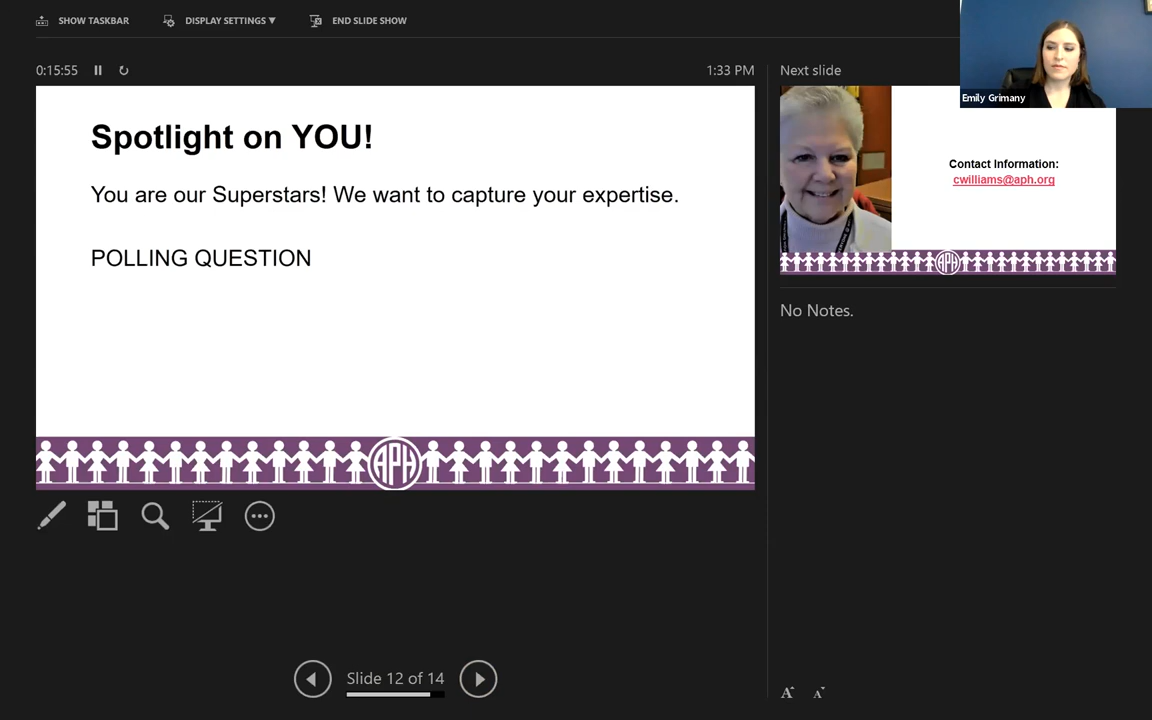 SHOW TASKBAR DISPLAY SETTINGS ▼ END SLIDE SHOW
0:15:55 1:33 PM
Next slide
Emily Grimany
Spotlight on YOU!
You are our Superstars! We want to capture your expertise.
POLLING QUESTION
APH
Contact Information:
cwilliams@aph.org
APH
No Notes.
Slide 12 of 14
A A